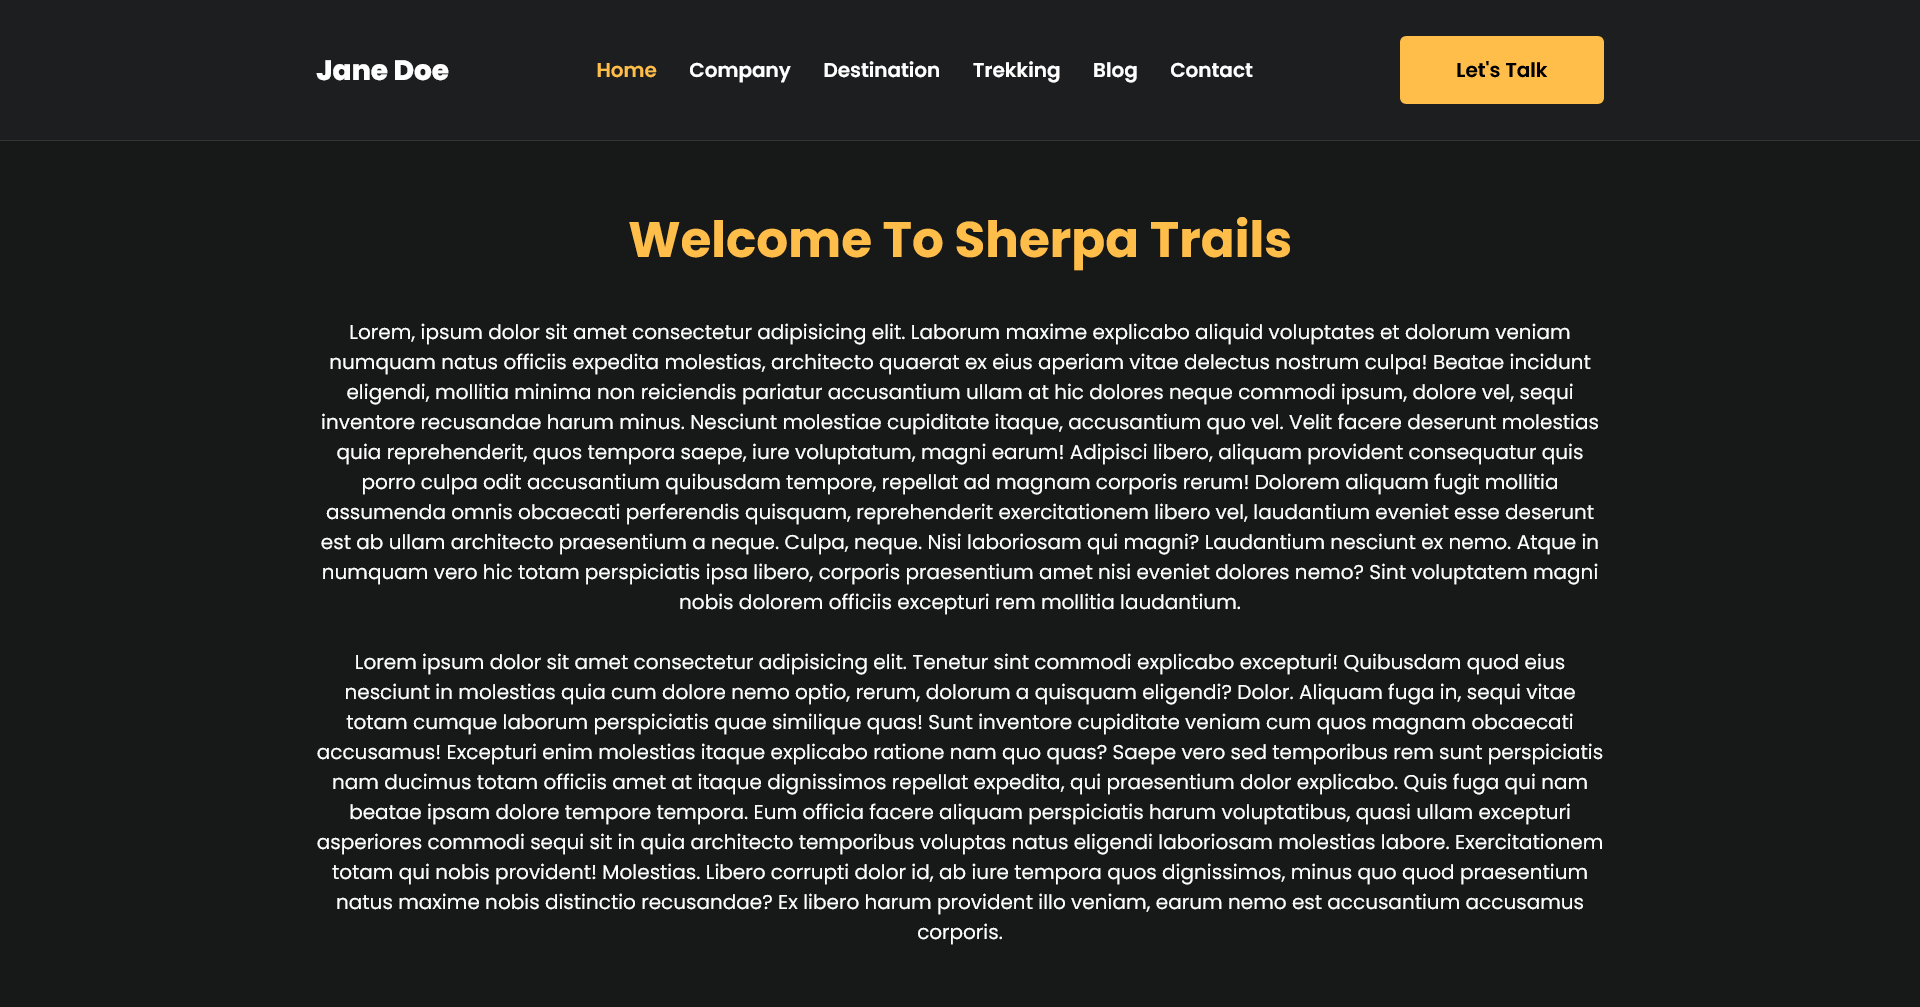 Jane Doe
Home Company Destination Trekking Blog Contact
Let's Talk
Welcome To Sherpa Trails
Lorem, ipsum dolor sit amet consectetur adipisicing elit. Laborum maxime explicabo aliquid voluptates et dolorum veniam
numquam natus officiis expedita molestias, architecto quaerat ex eius aperiam vitae delectus nostrum culpa! Beatae incidunt
eligendi, mollitia minima non reiciendis pariatur accusantium ullam at hic dolores neque commodi ipsum, dolore vel, sequi
inventore recusandae harum minus. Nesciunt molestiae cupiditate itaque, accusantium quo vel. Velit facere deserunt molestias
quia reprehenderit, quos tempora saepe, iure voluptatum, magni earum! Adipisci libero, aliquam provident consequatur quis
porro culpa odit accusantium quibusdam tempore, repellat ad magnam corporis rerum! Dolorem aliquam fugit mollitia
assumenda omnis obcaecati perferendis quisquam, reprehenderit exercitationem libero vel, laudantium eveniet esse deserunt
est ab ullam architecto praesentium a neque. Culpa, neque. Nisi laboriosam qui magni? Laudantium nesciunt ex nemo. Atque in
numquam vero hic totam perspiciatis ipsa libero, corporis praesentium amet nisi eveniet dolores nemo? Sint voluptatem magni
nobis dolorem officiis excepturi rem mollitia laudantium.
Lorem ipsum dolor sit amet consectetur adipisicing elit. Tenetur sint commodi explicabo excepturi! Quibusdam quod eius
nesciunt in molestias quia cum dolore nemo optio, rerum, dolorum a quisquam eligendi? Dolor. Aliquam fuga in, sequi vitae
totam cumque laborum perspiciatis quae similique quas! Sunt inventore cupiditate veniam cum quos magnam obcaecati
accusamus! Excepturi enim molestias itaque explicabo ratione nam quo quas? Saepe vero sed temporibus rem sunt perspiciatis
nam ducimus totam officiis amet at itaque dignissimos repellat expedita, qui praesentium dolor explicabo. Quis fuga qui nam
beatae ipsam dolore tempore tempora. Eum officia facere aliquam perspiciatis harum voluptatibus, quasi ullam excepturi
asperiores commodi sequi sit in quia architecto temporibus voluptas natus eligendi laboriosam molestias labore. Exercitationem
totam qui nobis provident! Molestias. Libero corrupti dolor id, ab iure tempora quos dignissimos, minus quo quod praesentium
natus maxime nobis distinctio recusandae? Ex libero harum provident illo veniam, earum nemo est accusantium accusamus
corporis.